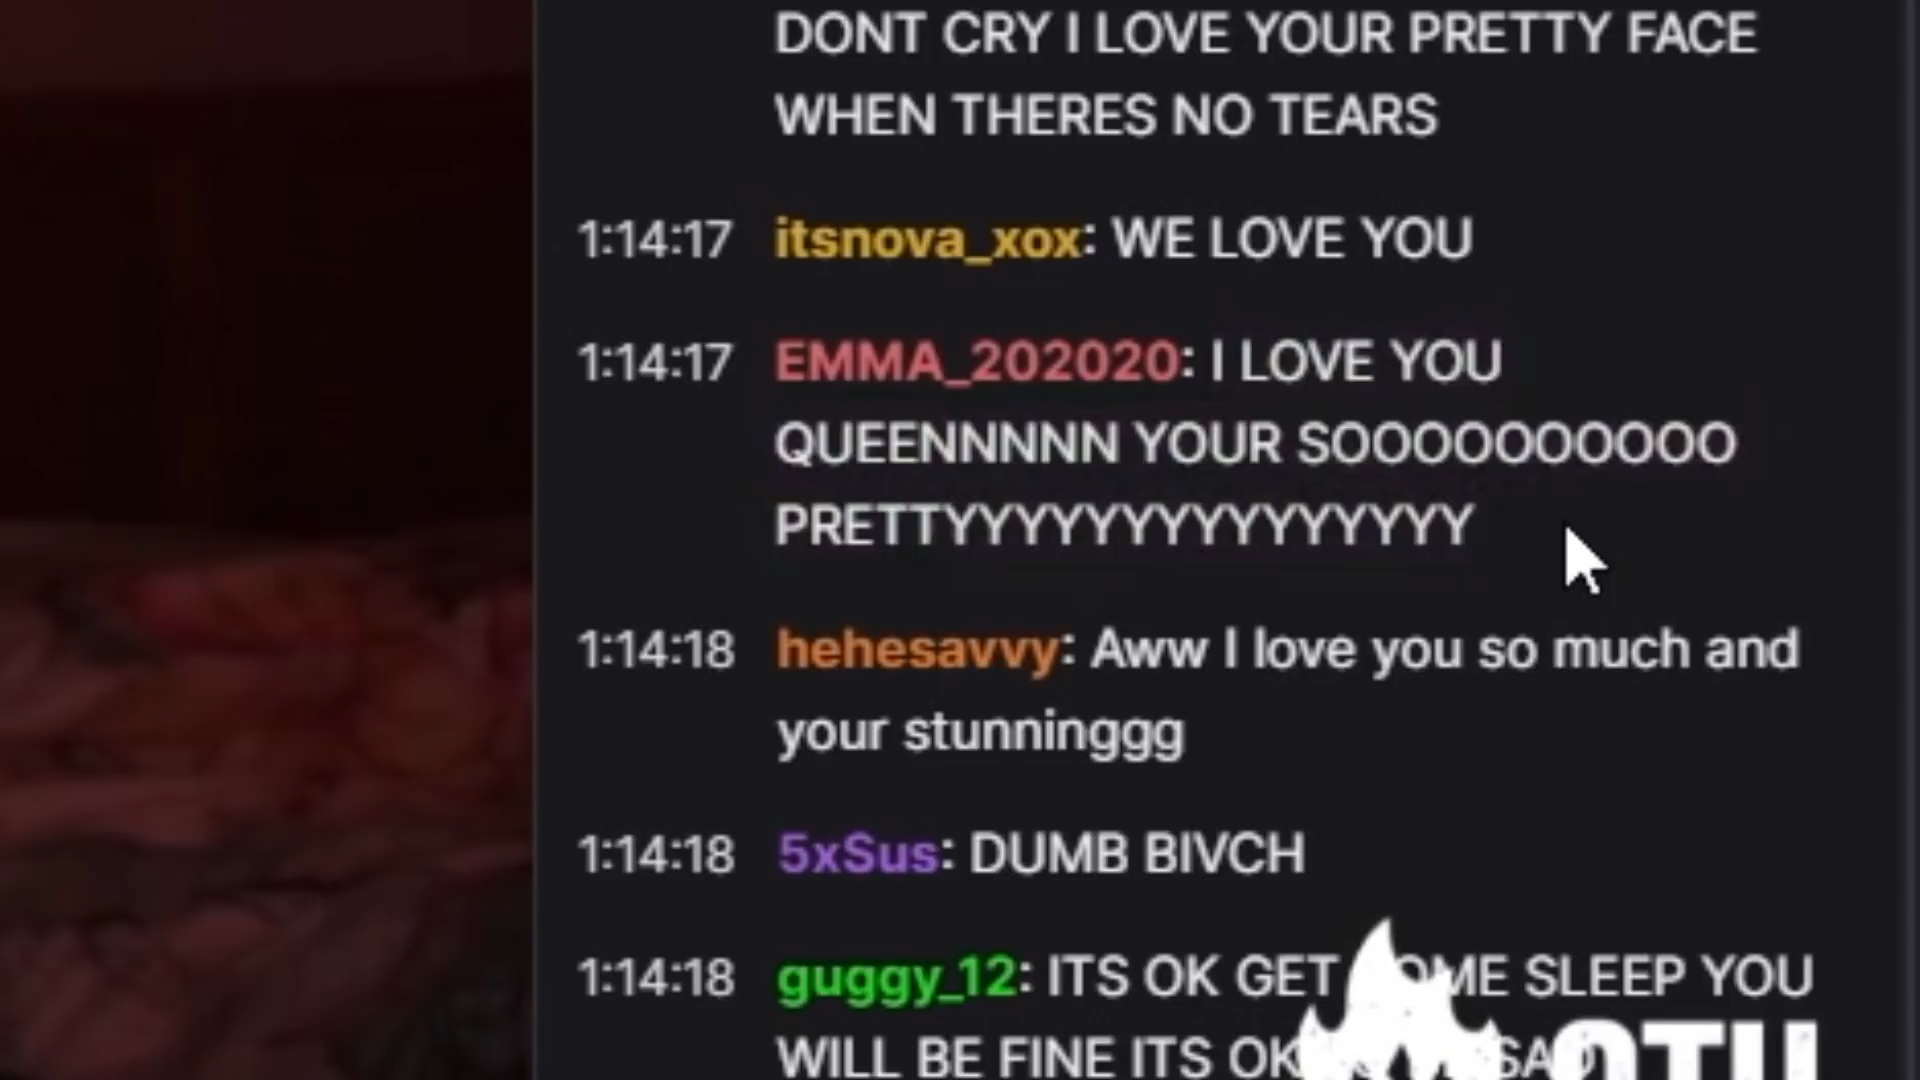 DONT CRY I LOVE YOUR PRETTY FACE
WHEN THERES NO TEARS
1:14:17 itsnova_xox: WE LOVE YOU
1:14:17 EMMA_202020: I LOVE YOU
QUEENNNNN YOUR SOOOOOOOOOOO
PRETTYYYYYYYYYYYYYYY
1:14:18 hehesavvy: Aww I love you so much and
your stunninggg
1:14:18 5xSus: DUMB BIVCH
1:14:18 guggy_12: ITS OK GET SOME SLEEP YOU
WILL BE FINE ITS OK